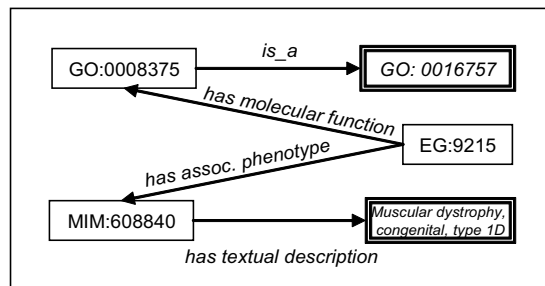 is_a
GO:0008375
GO: 0016757
has molecular function
EG:9215
has assoc. phenotype
MIM:608840
Muscular dystrophy,
congenital, type 1D
has textual description